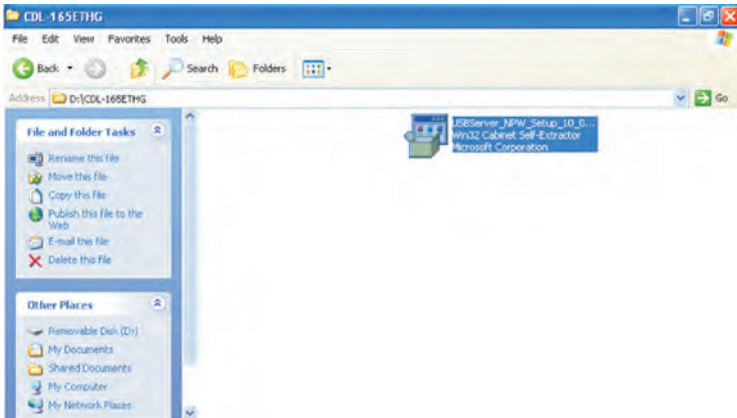 CDL-165ETHG
File Edit View Favorites Tools Help
Back Search Folders
Address D:\CDL-165ETHG Go
File and Folder Tasks
Rename this file
Move this file
Copy this file
Publish this file to the
Web
E-mail this file
Delete this file
USBServer_NPW_Setup_10_0...
Win32 Cabinet Self-Extractor
Microsoft Corporation
Other Places
Removable Disk (D:)
My Documents
Shared Documents
My Computer
My Network Places